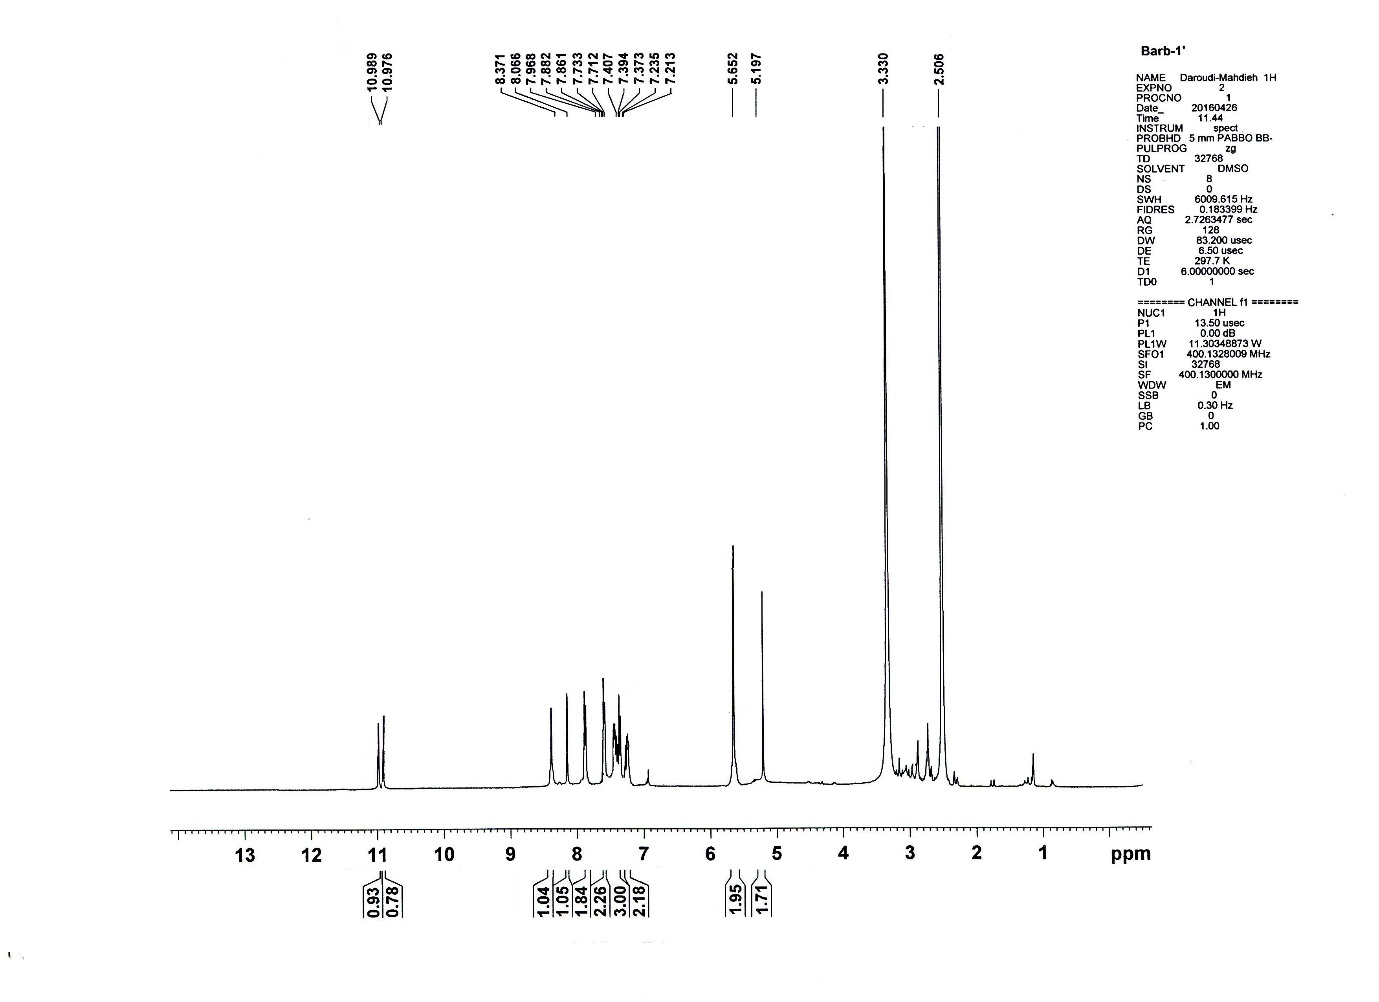 Barb-1'
NAME Daroudi-Mahdieh 1H
EXPNO 2
PROCNO 1
Date_ 20160426
Time 11.44
INSTRUM spect
PROBHD 5 mm PABBO BB-
PULPROG zg
TD 32768
SOLVENT DMSO
NS 8
DS 0
SWH 6009.615 Hz
FIDRES 0.183399 Hz
AQ 2.7263477 sec
RG 128
DW 83.200 usec
DE 6.50 usec
TE 297.7 K
D1 6.00000000 sec
TD0 1
======== CHANNEL f1 ========
NUC1 1H
P1 13.50 usec
PL1 0.00 dB
PL1W 11.30348873 W
SFO1 400.1328009 MHz
SI 32768
SF 400.1300000 MHz
WDW EM
SSB 0
LB 0.30 Hz
GB 0
PC 1.00
10.989
10.976
8.371
8.066
7.968
7.882
7.861
7.733
7.712
7.407
7.394
7.373
7.235
7.213
5.652
5.197
3.330
2.506
13 12 11 10 9 8 7 6 5 4 3 2 1 ppm
0.93
0.78
1.04
1.05
1.84
2.26
3.00
2.18
1.95
1.71